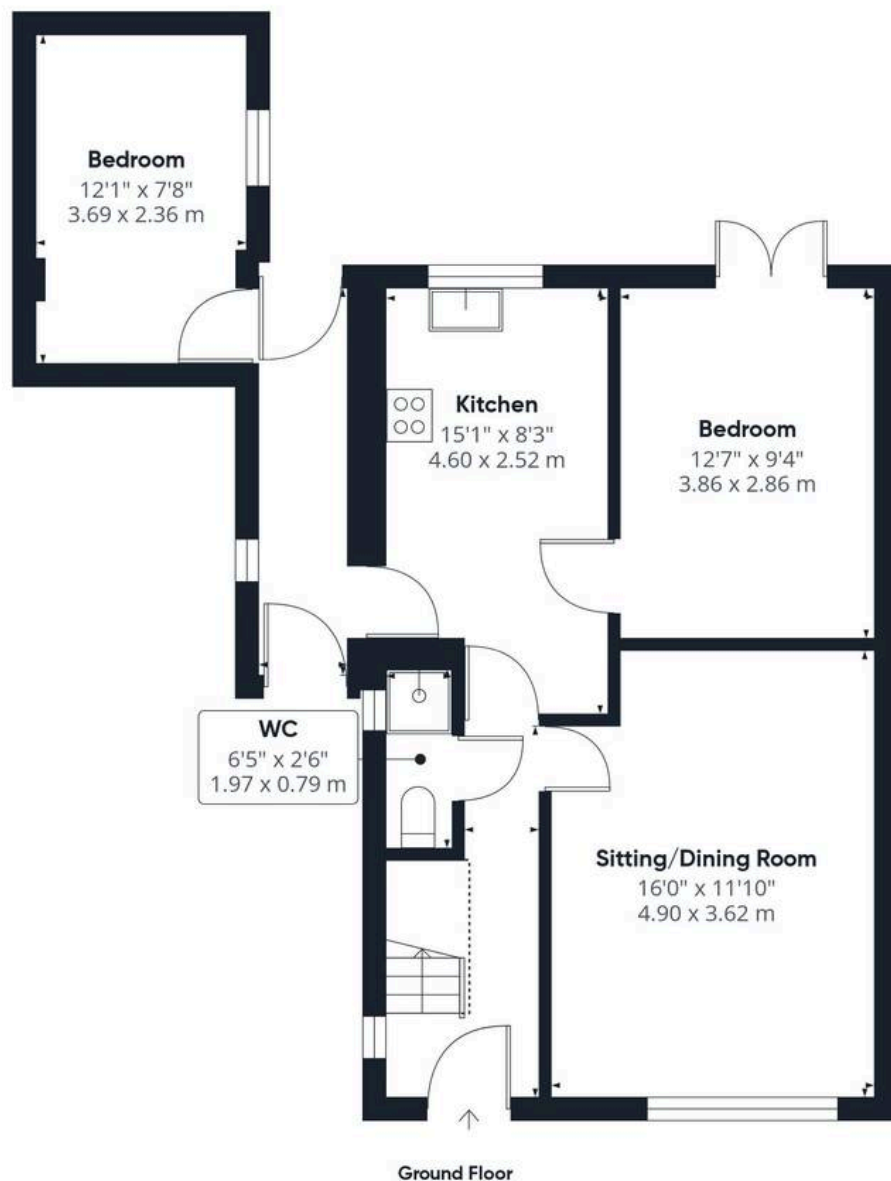 Bedroom
12'1" x 7'8"
3.69 x 2.36 m
Kitchen
15'1" x 8'3"
4.60 x 2.52 m
Bedroom
12'7" x 9'4"
3.86 x 2.86 m
WC
6'5" x 2'6"
1.97 x 0.79 m
Sitting/Dining Room
16'0" x 11'10"
4.90 x 3.62 m
Ground Floor